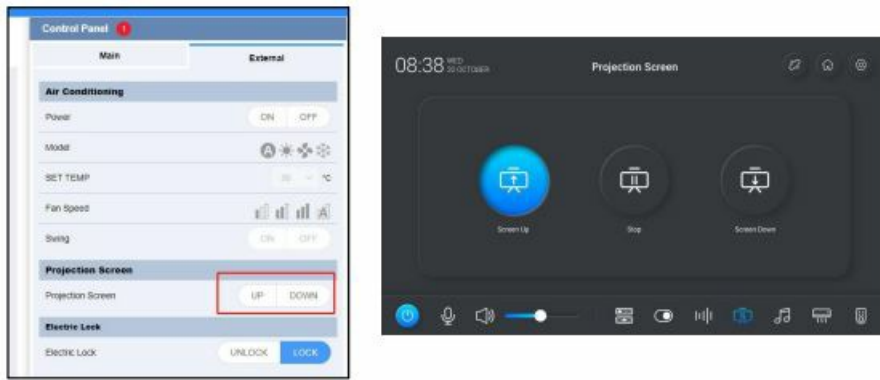 Control Panel 1
Main External
Air Conditioning
Power ON OFF
Model
SET TEMP °C
Fan Speed
Swing ON OFF
Projection Screen
Projection Screen UP DOWN
Electric Lock
Electric Lock UNLOCK LOCK
08:38 WED
20 OCTOBER
Projection Screen
Screen Up Stop Screen Down